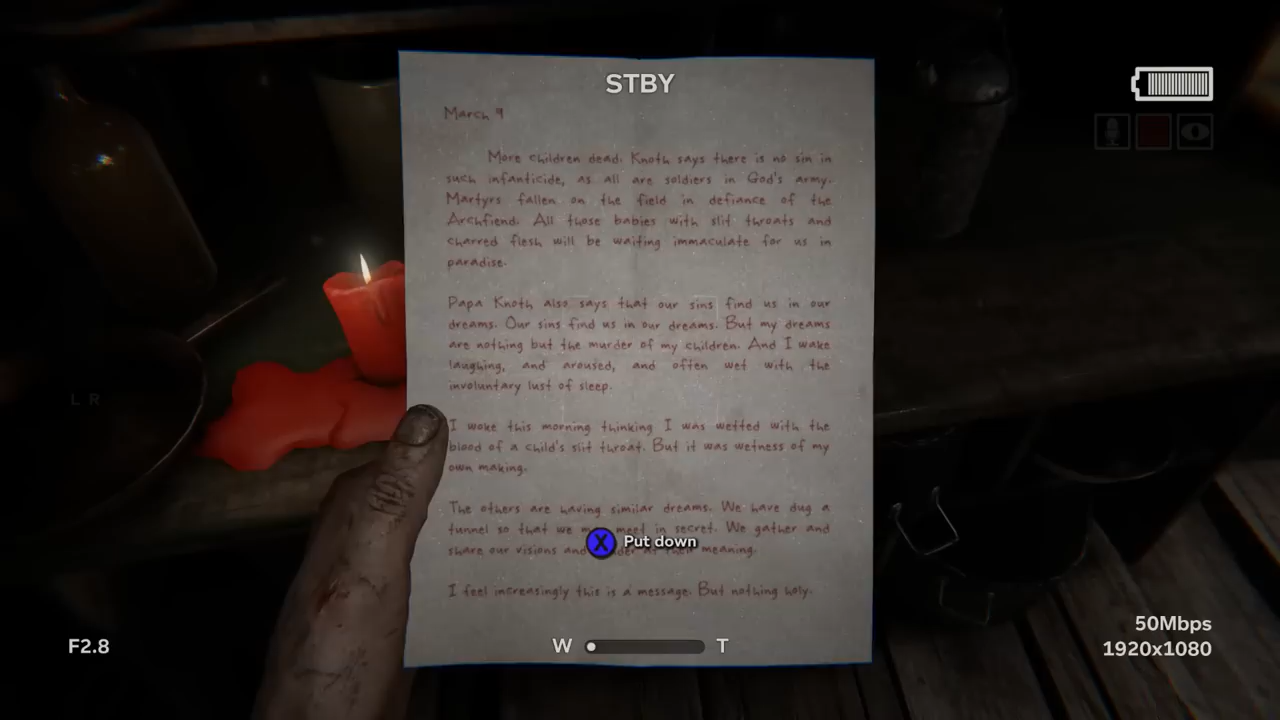 STBY
March 9
More children dead. Knoth says there is no sin in
such infanticide, as all are soldiers in God's army.
Martyrs fallen on the field in defiance of the
Archfiend. All those babies with slit throats and
charred flesh will be waiting immaculate for us in
paradise.
Papa Knoth also says that our sins find us in our
dreams. Our sins find us in our dreams. But my dreams
are nothing but the murder of my children. And I wake
laughing, and aroused, and often wet with the
involuntary lust of sleep.
L R
I woke this morning thinking I was wetted with the
blood of a child's slit throat. But it was wetness of my
own making.
The others are having similar dreams. We have dug a
tunnel so that we meet in secret. We gather and
share our visions and at their meaning.
X Put down
I feel increasingly this is a message. But nothing holy.
F2.8
W T
50Mbps
1920x1080